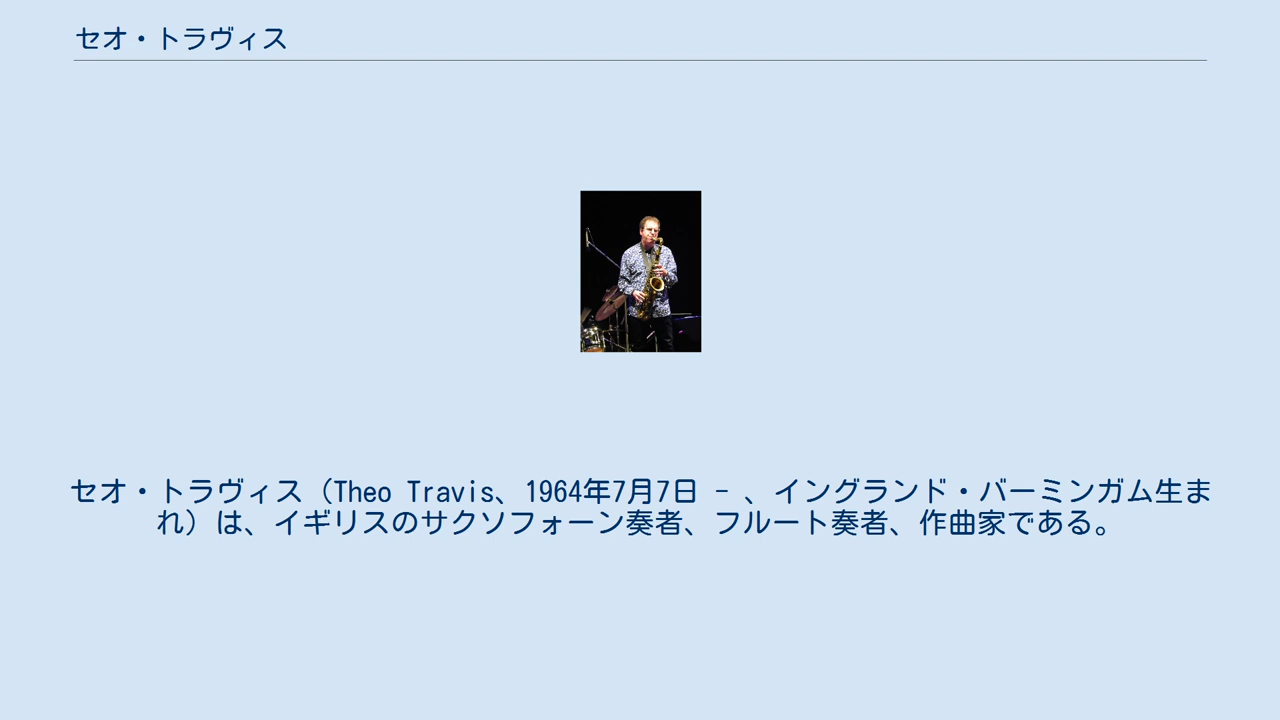 セオ・トラヴィス
セオ・トラヴィス（Theo Travis、1964年7月7日 - 、イングランド・バーミンガム生ま
れ）は、イギリスのサクソフォーン奏者、フルート奏者、作曲家である。